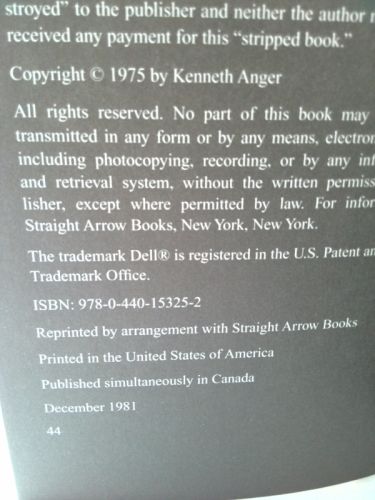 stroyed” to the publisher and neither the author
received any payment for this “stripped book.”
Copyright © 1975 by Kenneth Anger
All rights reserved. No part of this book may
transmitted in any form or by any means,
including photocopying, recording, or by any
and retrieval system, without the written
lisher, except where permitted by law. For
Straight Arrow Books, New York, New York.
The trademark Dell® is registered in the U.S. Patent
Trademark Office.
ISBN: 978-0-440-15325-2
Reprinted by arrangement with Straight Arrow Books
Printed in the United States of America
Published simultaneously in Canada
December 1981
44